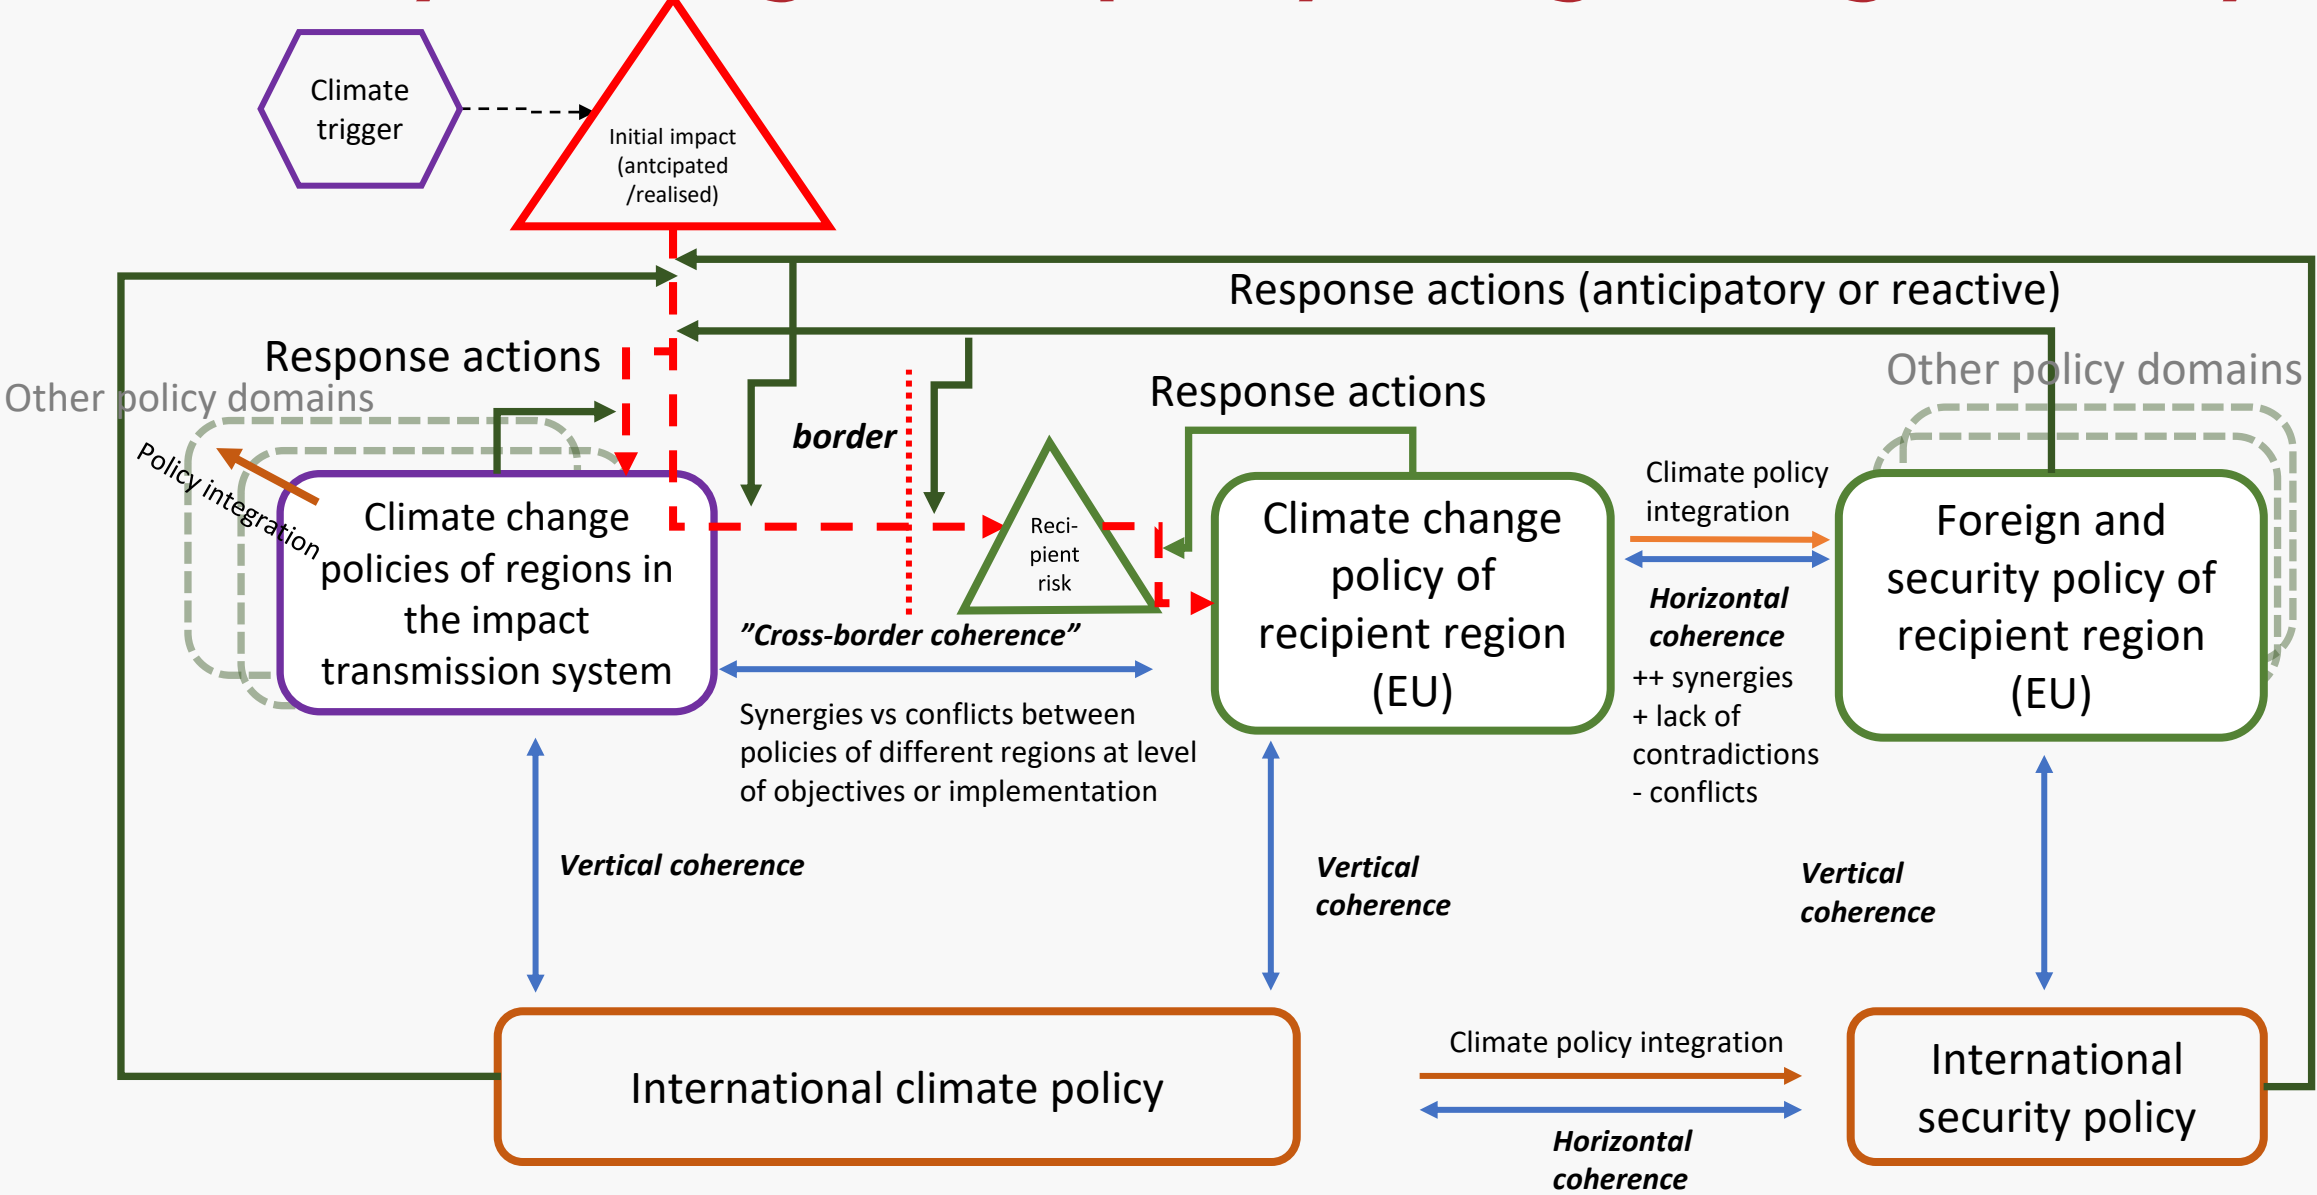 Climate
trigger
Initial impact
(antcipated
/realised)
Response actions (anticipatory or reactive)
Response actions
Other policy domains
Policy integration
Climate change
policies of regions in
the impact
transmission system
border
Reci-
pient
risk
Response actions
Climate change
policy of
recipient region
(EU)
Climate policy
integration
Horizontal
coherence
++ synergies
+ lack of
contradictions
- conflicts
Other policy domains
Foreign and
security policy of
recipient region
(EU)
”Cross-border coherence”
Synergies vs conflicts between
policies of different regions at level
of objectives or implementation
Vertical coherence
Vertical
coherence
Vertical
coherence
International climate policy
Climate policy integration
Horizontal
coherence
International
security policy